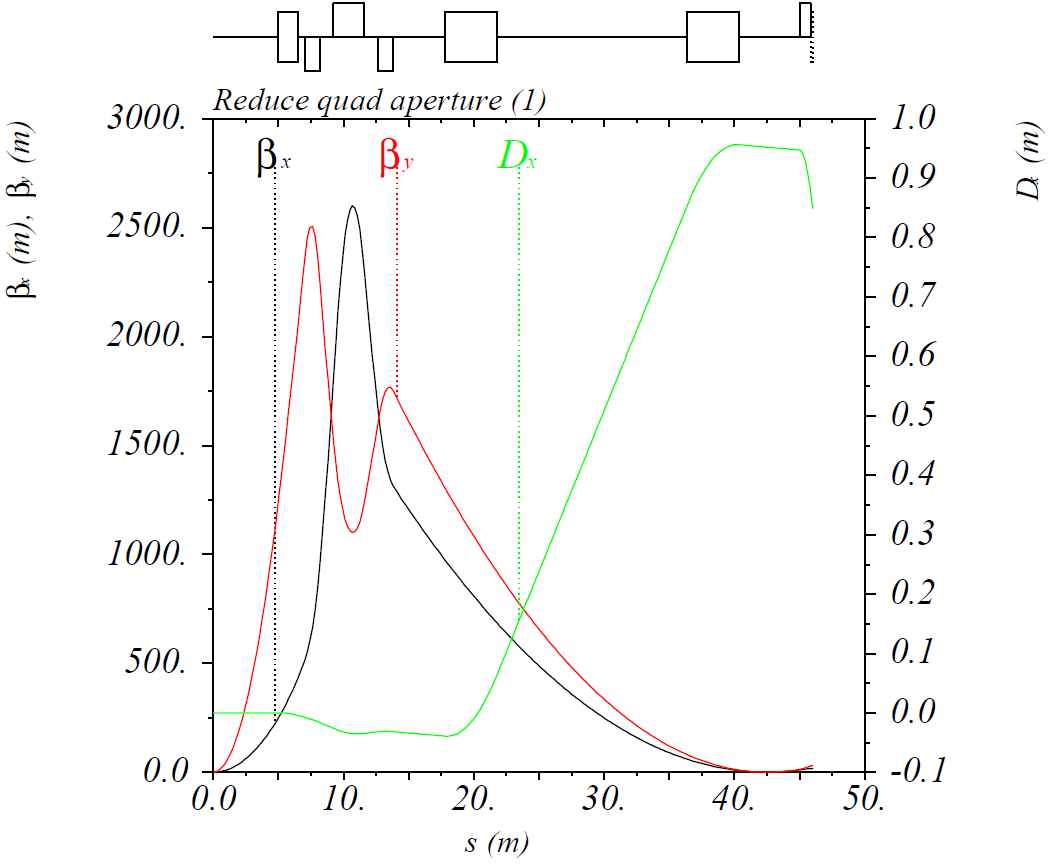 Reduce quad aperture (1)
βx (m), βy (m)
3000.
2500.
2000.
1500.
1000.
500.
0.0
βx
βy
Dx
1.0
0.9
0.8
0.7
0.6
0.5
0.4
0.3
0.2
0.1
0.0
-0.1
Dx (m)
0.0 10. 20. 30. 40. 50.
s (m)